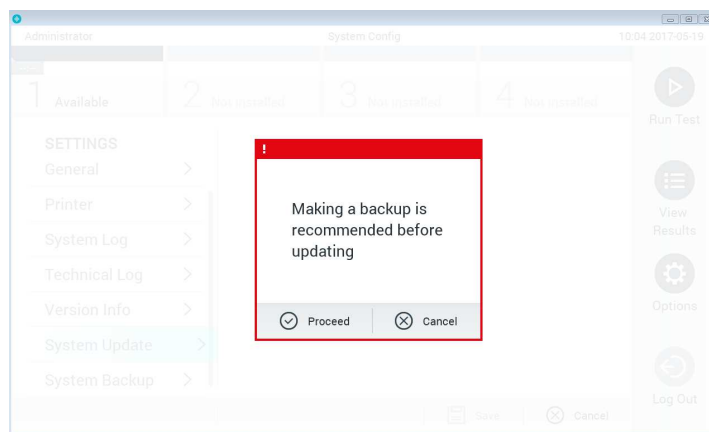 Administrator System Config 10:04 2017-05-19
1 Available 2 Not installed 3 Not installed 4 Not installed
Run Test
SETTINGS
General
Printer
System Log
Technical Log
Version Info
System Update
System Backup
!
Making a backup is
recommended before
updating
Proceed Cancel
View
Results
Options
Log Out
Save Cancel